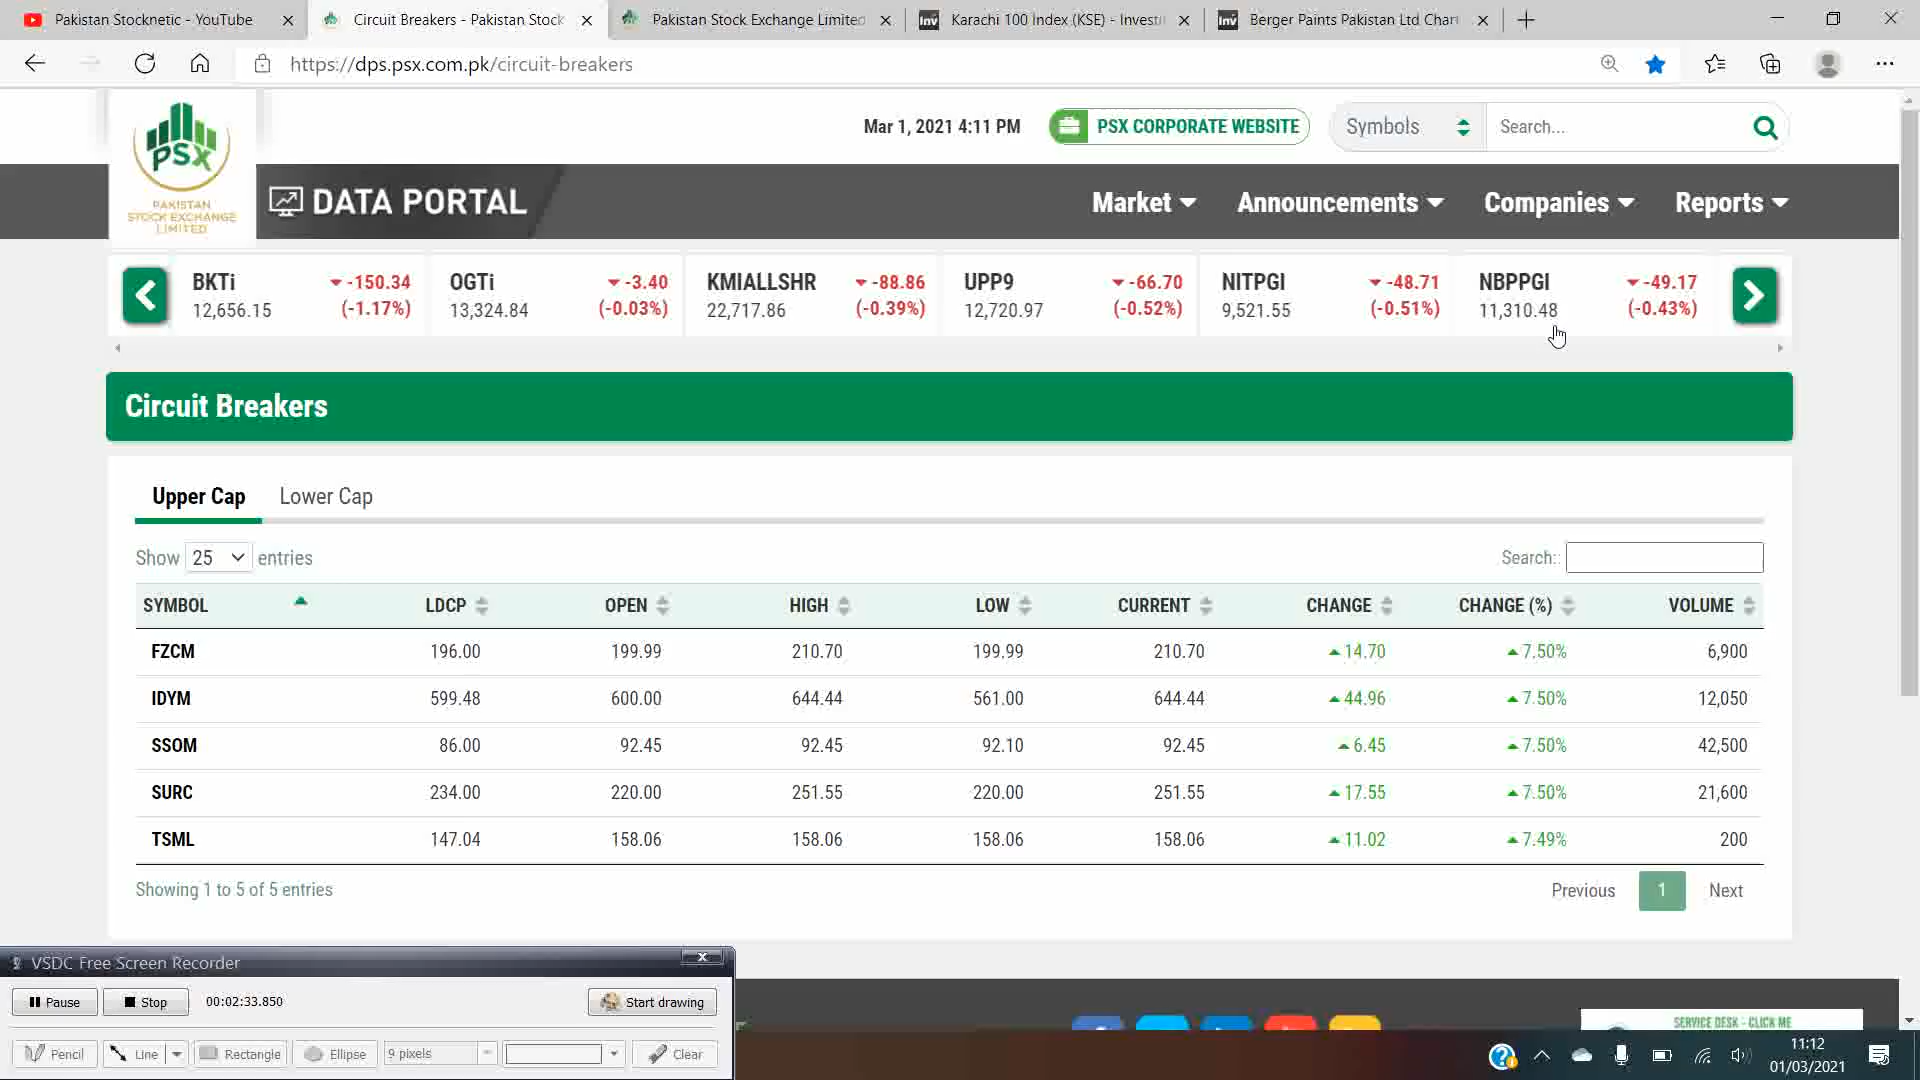 Pakistan Stocknetic - YouTube
Circuit Breakers - Pakistan Stock
Pakistan Stock Exchange Limited
Inv Karachi 100 Index (KSE) - Investi
Inv Berger Paints Pakistan Ltd Char
https://dps.psx.com.pk/circuit-breakers
PSX
PAKISTAN
STOCK EXCHANGE
LIMITED
Mar 1, 2021 4:11 PM
PSX CORPORATE WEBSITE
Symbols
Search...
DATA PORTAL
Market
Announcements
Companies
Reports
BKTi -150.34
12,656.15 (-1.17%)
OGTi -3.40
13,324.84 (-0.03%)
KMIALLSHR -88.86
22,717.86 (-0.39%)
UPP9 -66.70
12,720.97 (-0.52%)
NITPGI -48.71
9,521.55 (-0.51%)
NBPPGI -49.17
11,310.48 (-0.43%)
Circuit Breakers
Upper Cap Lower Cap
Show 25 entries
Search::
SYMBOL LDCP OPEN HIGH LOW CURRENT CHANGE CHANGE (%) VOLUME
FZCM 196.00 199.99 210.70 199.99 210.70 14.70 7.50% 6,900
IDYM 599.48 600.00 644.44 561.00 644.44 44.96 7.50% 12,050
SSOM 86.00 92.45 92.45 92.10 92.45 6.45 7.50% 42,500
SURC 234.00 220.00 251.55 220.00 251.55 17.55 7.50% 21,600
TSML 147.04 158.06 158.06 158.06 158.06 11.02 7.49% 200
Showing 1 to 5 of 5 entries
Previous 1 Next
VSDC Free Screen Recorder
Pause Stop 00:02:33.850 Start drawing
Pencil Line Rectangle Ellipse 9 pixels Clear
SERVICE DESK - CLICK ME
11:12
01/03/2021